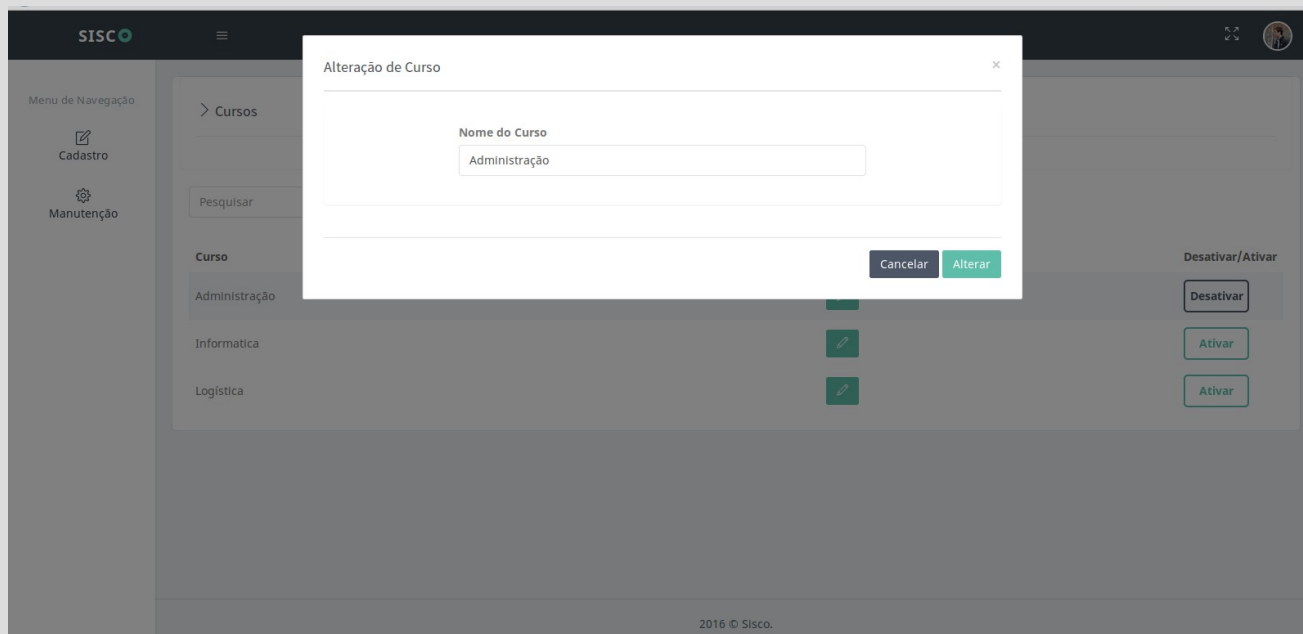 SISCO
Menu de Navegação
Cadastro
Manutenção
Cursos
Pesquisar
Alteração de Curso
×
Nome do Curso
Administração
Cancelar Alterar
Curso Desativar/Ativar
Administração Desativar
Informatica Ativar
Logística Ativar
2016 © Sisco.